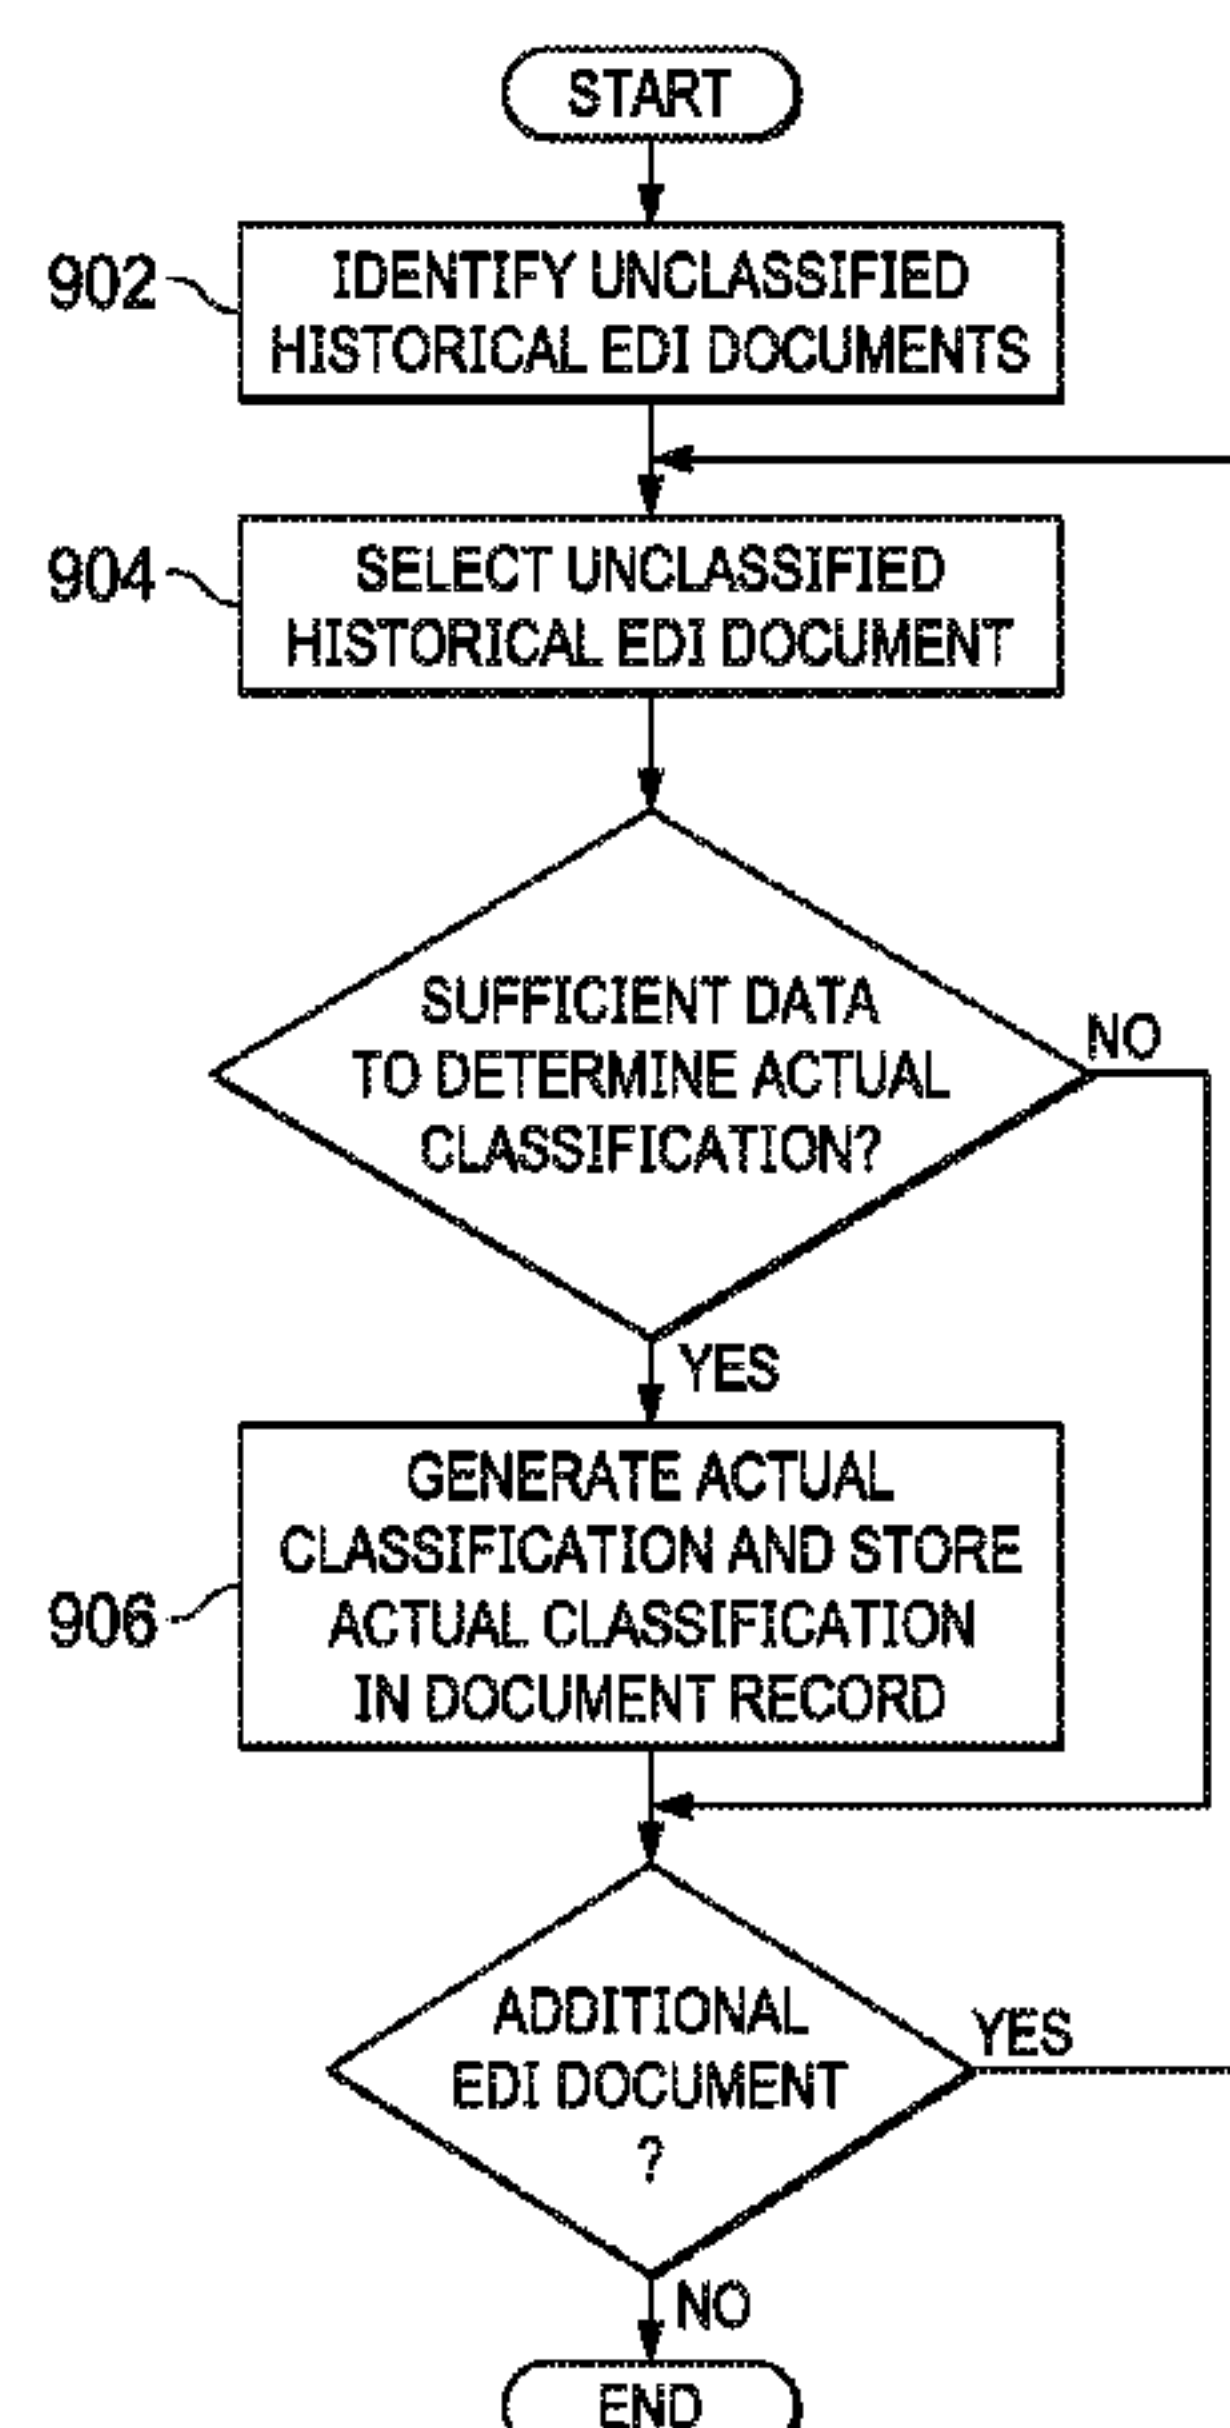 START
902
IDENTIFY UNCLASSIFIED
HISTORICAL EDI DOCUMENTS
904
SELECT UNCLASSIFIED
HISTORICAL EDI DOCUMENT
SUFFICIENT DATA
TO DETERMINE ACTUAL
CLASSIFICATION?
NO
YES
906
GENERATE ACTUAL
CLASSIFICATION AND STORE
ACTUAL CLASSIFICATION
IN DOCUMENT RECORD
ADDITIONAL
EDI DOCUMENT
?
YES
NO
END